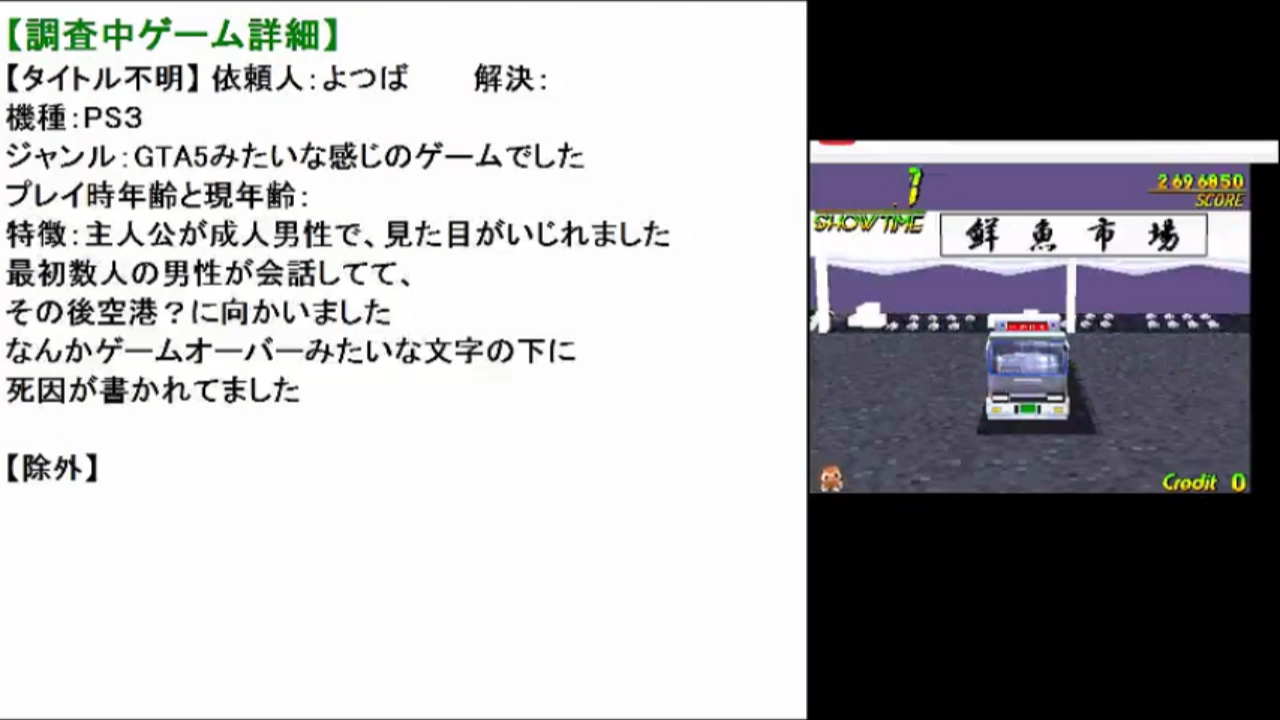 【調査中ゲーム詳細】
【タイトル不明】 依頼人：よつば　　解決：
機種：PS3
ジャンル：GTA5みたいな感じのゲームでした
プレイ時年齢と現年齢：
特徴：主人公が成人男性で、見た目がいじれました
最初数人の男性が会話してて、
その後空港？に向かいました
なんかゲームオーバーみたいな文字の下に
死因が書かれてました
【除外】
2696850
SCORE
SHOW TIME
鮮魚市場
Credit 0